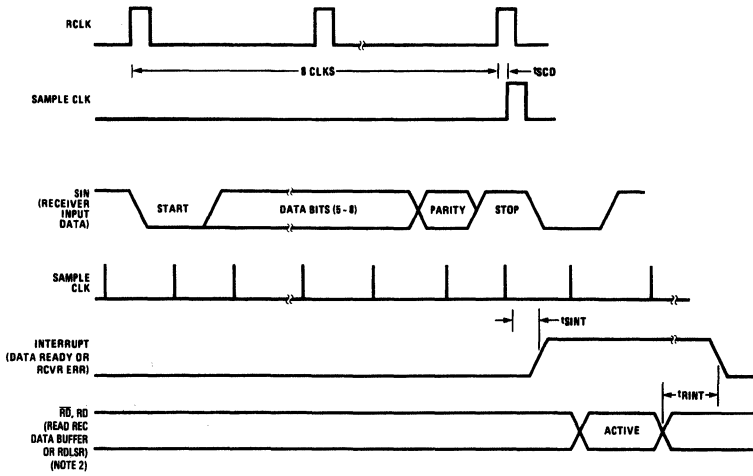 RCLK
8 CLKS
tSCD
SAMPLE CLK
SIN
(RECEIVER
INPUT
DATA)
START
DATA BITS (5 - 8)
PARITY
STOP
SAMPLE
CLK
tSINT
INTERRUPT
(DATA READY OR
RCVR ERR)
tRINT
RD, RD
(READ REC
DATA BUFFER
OR RDLSR)
(NOTE 2)
ACTIVE